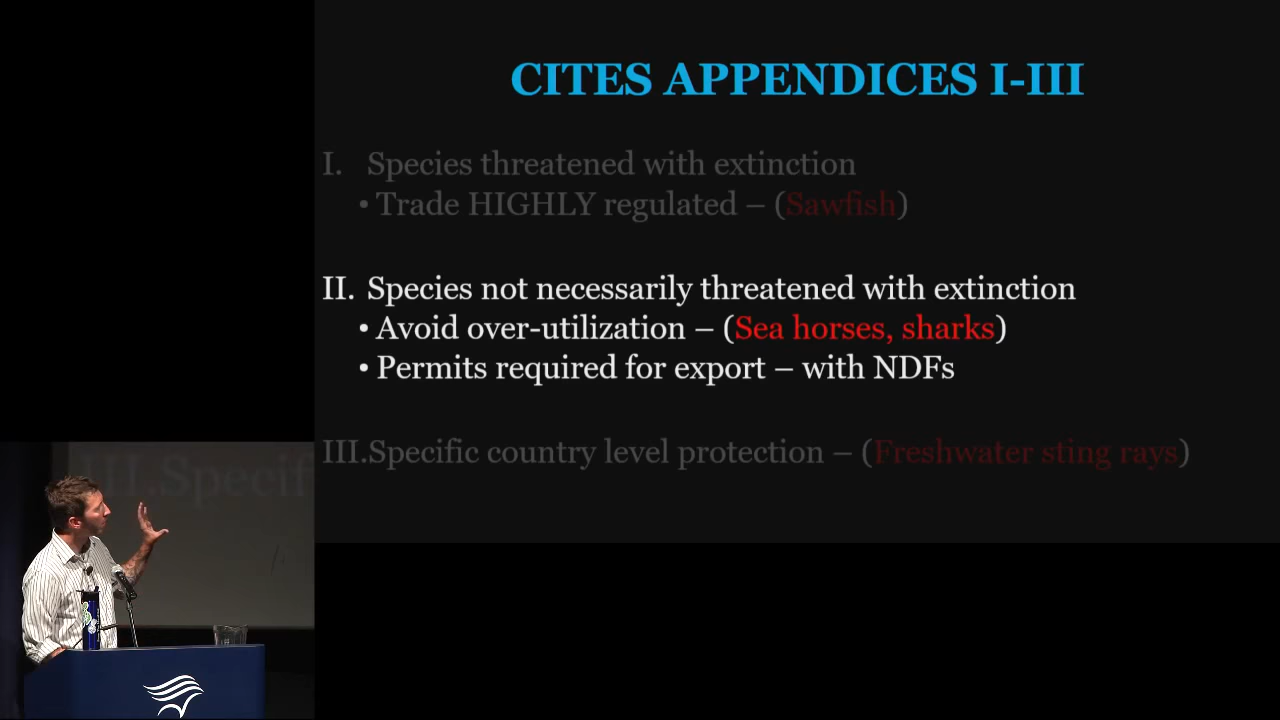 CITES APPENDICES I-III
I. Species threatened with extinction
• Trade HIGHLY regulated – (Sawfish)
II. Species not necessarily threatened with extinction
• Avoid over-utilization – (Sea horses, sharks)
• Permits required for export – with NDFs
III.Specific country level protection – (Freshwater sting rays)
III.Specif